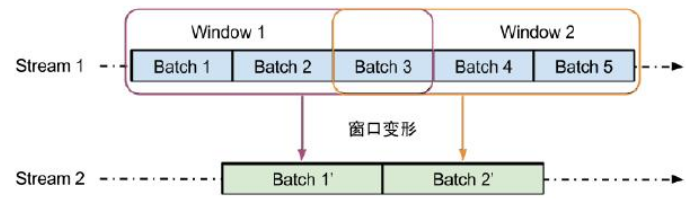 Window 1 Window 2
Stream 1 Batch 1 Batch 2 Batch 3 Batch 4 Batch 5
窗口变形
Stream 2 Batch 1' Batch 2'